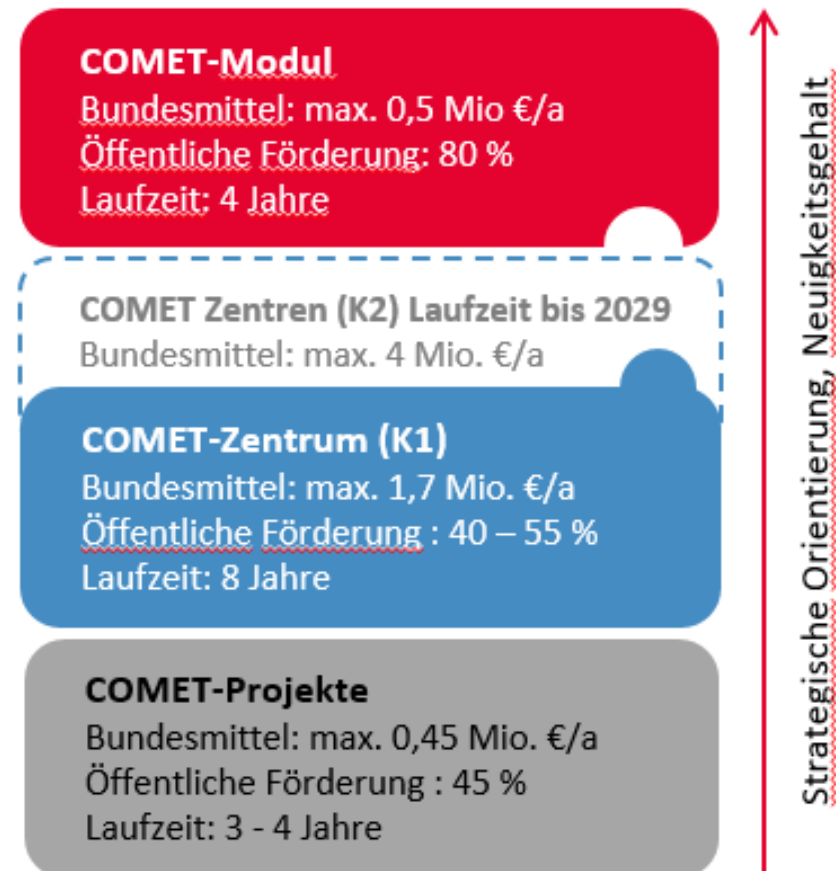 COMET-Modul
Bundesmittel: max. 0,5 Mio €/a
Öffentliche Förderung: 80 %
Laufzeit: 4 Jahre
COMET Zentren (K2) Laufzeit bis 2029
Bundesmittel: max. 4 Mio. €/a
COMET-Zentrum (K1)
Bundesmittel: max. 1,7 Mio. €/a
Öffentliche Förderung : 40 – 55 %
Laufzeit: 8 Jahre
COMET-Projekte
Bundesmittel: max. 0,45 Mio. €/a
Öffentliche Förderung : 45 %
Laufzeit: 3 - 4 Jahre
Strategische Orientierung, Neuigkeitsgehalt